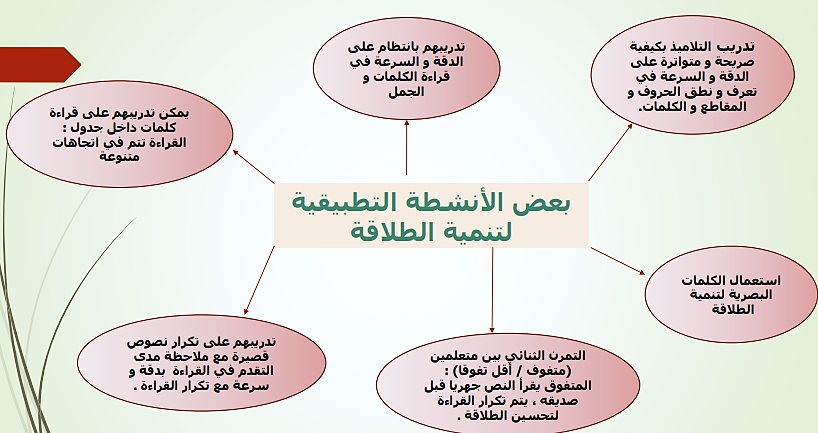 بعض الأنشطة التطبيقية
لتنمية الطلاقة
تدريب التلاميذ بكيفية
صريحة و متواترة على
الدقة و السرعة في
تعرف و نطق الحروف و
المقاطع و الكلمات.
تدريبهم بانتظام على
الدقة و السرعة في
قراءة الكلمات و
الجمل
يمكن تدريبهم على قراءة
كلمات داخل جدول :
القراءة تتم في اتجاهات
متنوعة
استعمال الكلمات
البصرية لتنمية
الطلاقة
التمرن الثنائي بين متعلمين
(متفوق / أقل تفوقا) :
المتفوق يقرأ النص جهريا قبل
صديقه ، يتم تكرار القراءة
لتحسين الطلاقة .
تدريبهم على تكرار نصوص
قصيرة مع ملاحظة مدى
التقدم في القراءة بدقة و
سرعة مع تكرار القراءة .